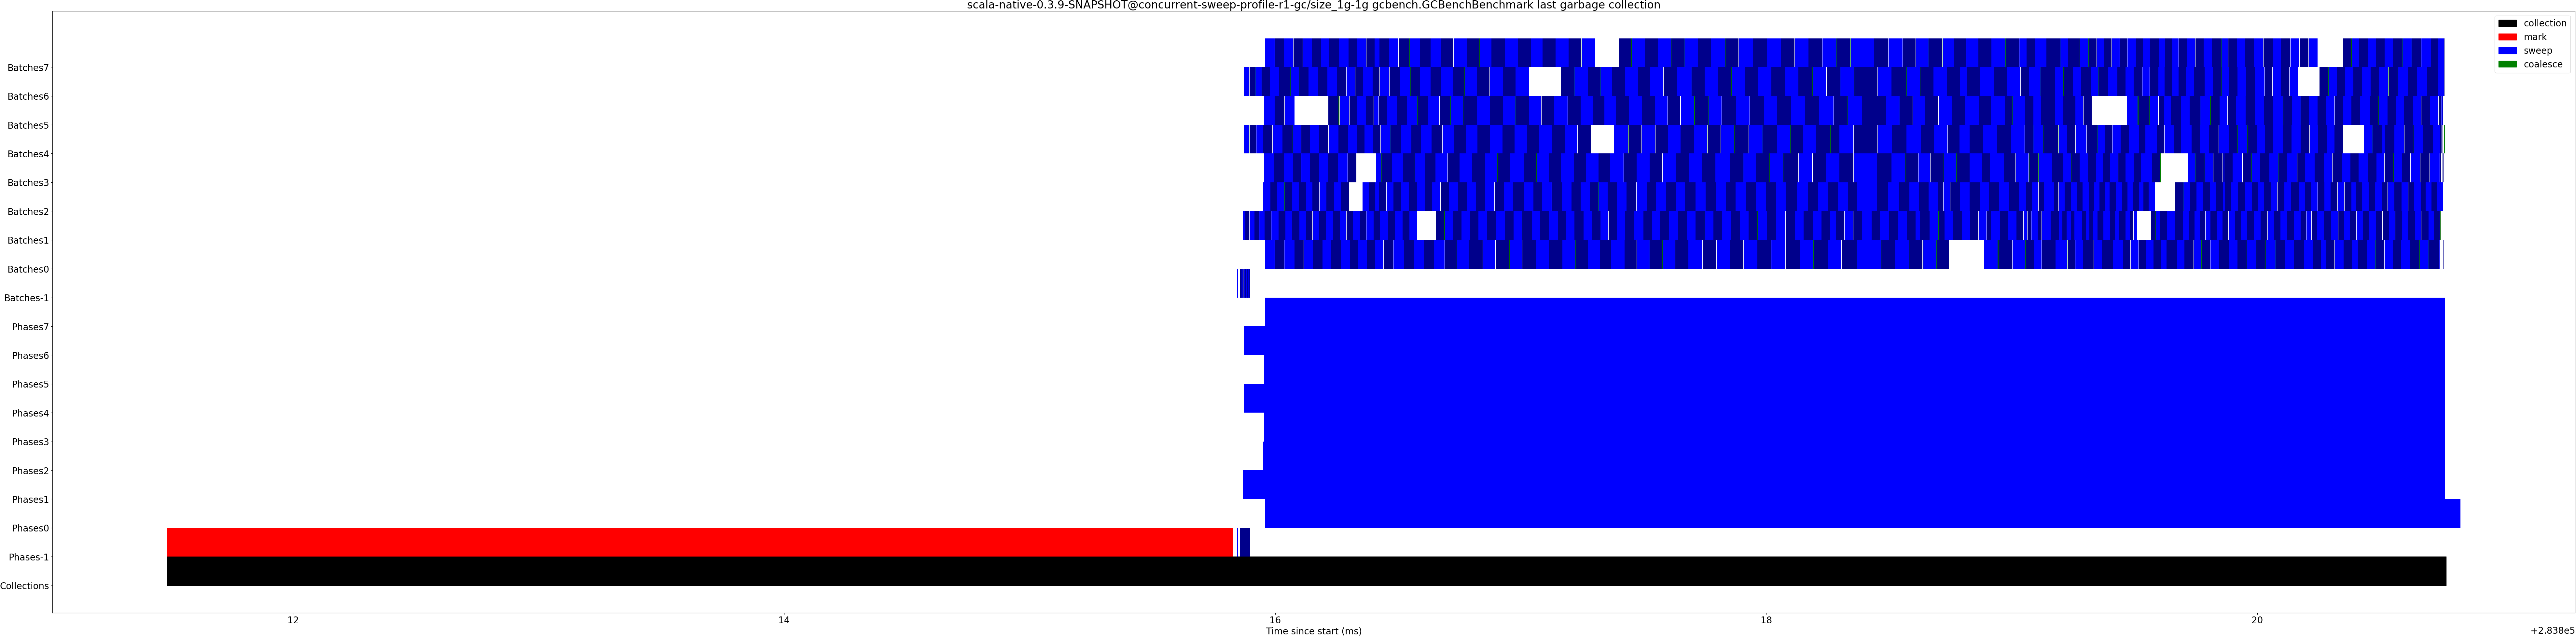 scala-native-0.3.9-SNAPSHOT@concurrent-sweep-profile-r1-gc/size_1g-1g gcbench.GCBenchBenchmark last garbage collection
collection
mark
sweep
coalesce
Batches7
Batches6
Batches5
Batches4
Batches3
Batches2
Batches1
Batches0
Batches-1
Phases7
Phases6
Phases5
Phases4
Phases3
Phases2
Phases1
Phases0
Phases-1
Collections
12 14 16 18 20
Time since start (ms)
+2.838e5